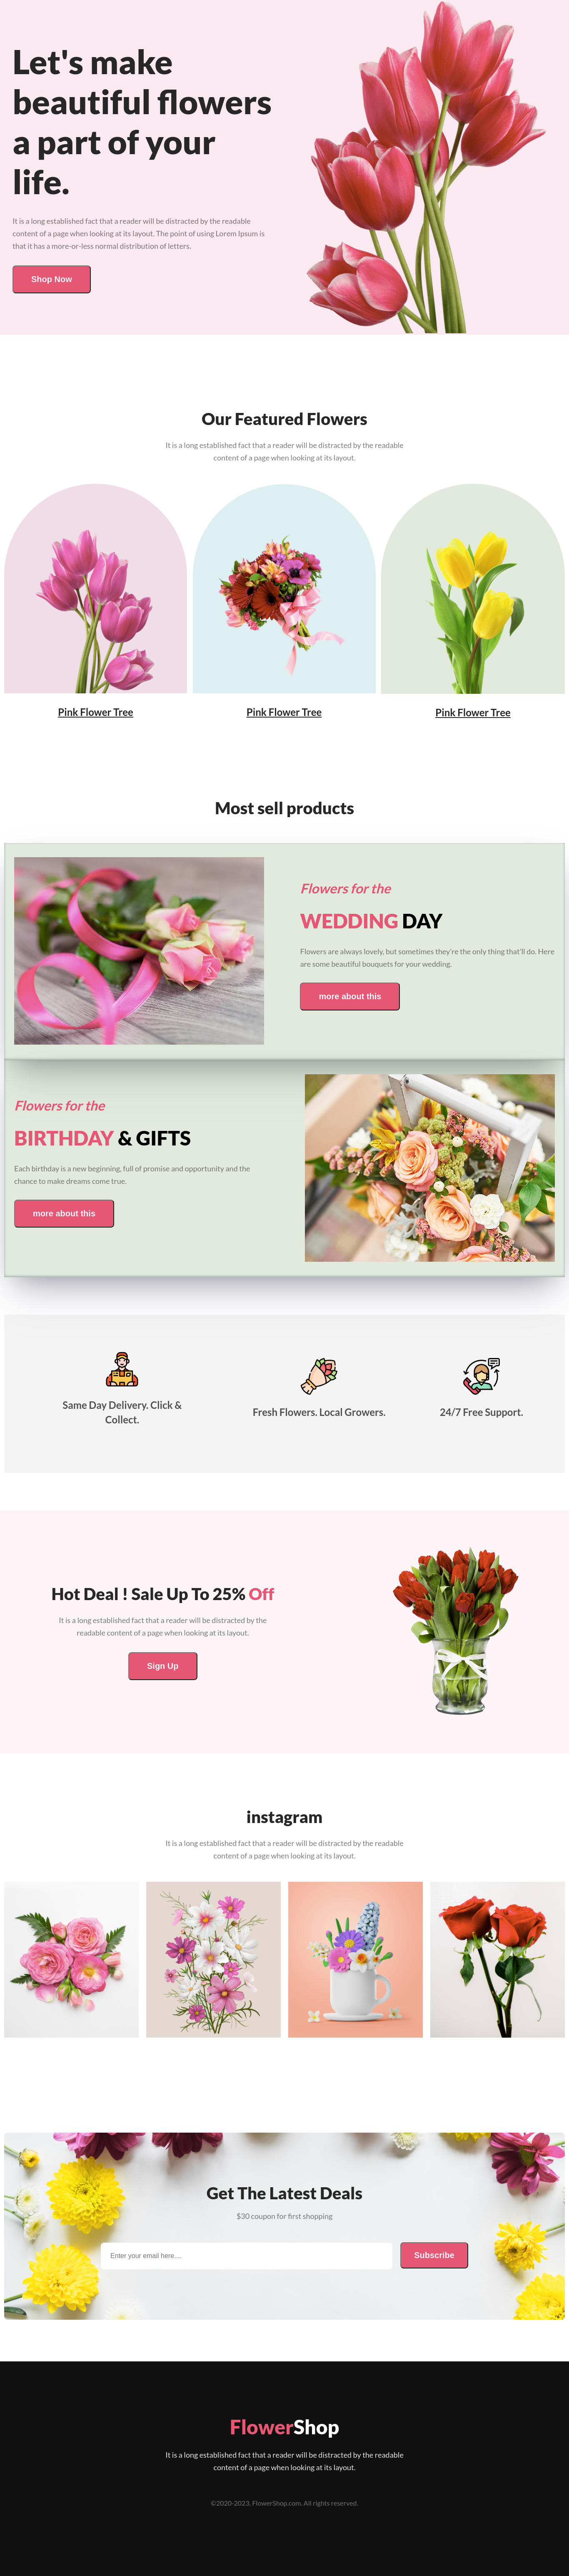 Let's make
beautiful flowers
a part of your
life.
It is a long established fact that a reader will be distracted by the readable
content of a page when looking at its layout. The point of using Lorem Ipsum is
that it has a more-or-less normal distribution of letters.
Shop Now
Our Featured Flowers
It is a long established fact that a reader will be distracted by the readable
content of a page when looking at its layout.
Pink Flower Tree
Pink Flower Tree
Pink Flower Tree
Most sell products
Flowers for the
WEDDING DAY
Flowers are always lovely, but sometimes they're the only thing that'll do. Here
are some beautiful bouquets for your wedding.
more about this
Flowers for the
BIRTHDAY & GIFTS
Each birthday is a new beginning, full of promise and opportunity and the
chance to make dreams come true.
more about this
Same Day Delivery. Click &
Collect.
Fresh Flowers. Local Growers.
24/7 Free Support.
Hot Deal ! Sale Up To 25% Off
It is a long established fact that a reader will be distracted by the
readable content of a page when looking at its layout.
Sign Up
instagram
It is a long established fact that a reader will be distracted by the readable
content of a page when looking at its layout.
Get The Latest Deals
$30 coupon for first shopping
Enter your email here....
Subscribe
FlowerShop
It is a long established fact that a reader will be distracted by the readable
content of a page when looking at its layout.
©2020-2023, FlowerShop.com. All rights reserved.